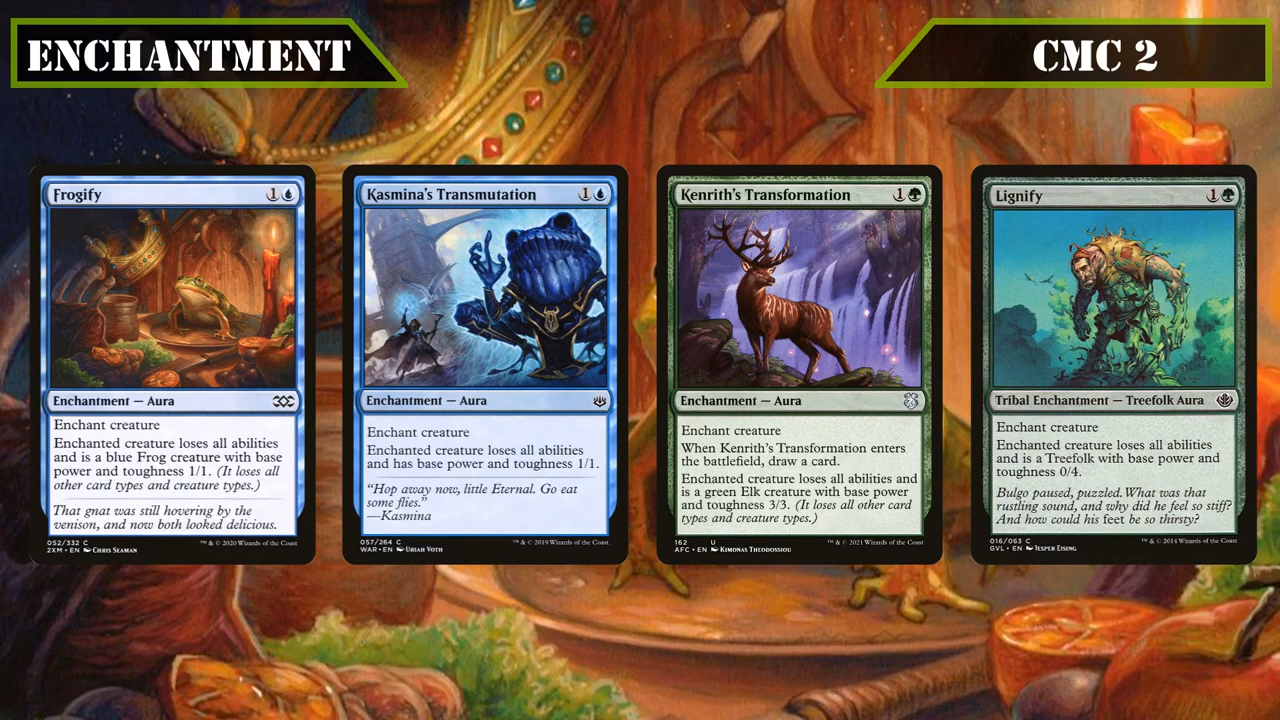 ENCHANTMENT
CMC 2
Frogify 1
Enchantment — Aura
Enchant creature
Enchanted creature loses all abilities
and is a blue Frog creature with base
power and toughness 1/1. (It loses all
other card types and creature types.)
That gnat was still hovering by the
venison, and now both looked delicious.
052/332 C
2XM • EN Chris Seaman
™ & © 2020 Wizards of the Coast
Kasmina's Transmutation 1
Enchantment — Aura
Enchant creature
Enchanted creature loses all abilities
and has base power and toughness 1/1.
“Hop away now, little Eternal. Go eat
some flies.”
—Kasmina
057/264 C
WAR • EN Uriah Voth
™ & © 2019 Wizards of the Coast
Kenrith's Transformation 1
Enchantment — Aura
Enchant creature
When Kenrith's Transformation enters
the battlefield, draw a card.
Enchanted creature loses all abilities and
is a green Elk creature with base power
and toughness 3/3. (It loses all other card
types and creature types.)
162 U
AFC • EN Kimonas Theodossiou
™ & © 2021 Wizards of the Coast
Lignify 1
Tribal Enchantment — Treefolk Aura
Enchant creature
Enchanted creature loses all abilities
and is a Treefolk with base power and
toughness 0/4.
Bulgo paused, puzzled. What was that
rustling sound, and why did he feel so stiff?
And how could his feet be so thirsty?
016/063 C
GVL • EN Jesper Ejsing
™ & © 2014 Wizards of the Coast